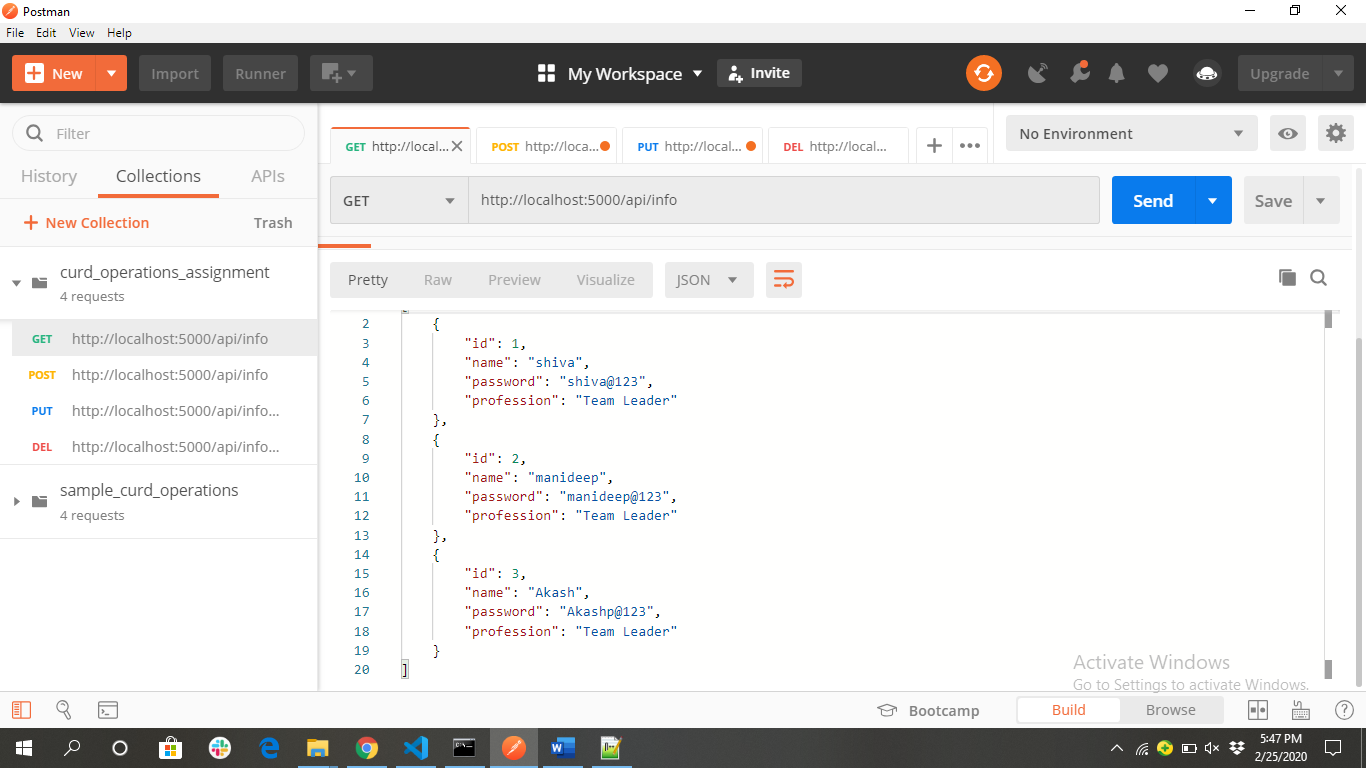 Postman
File Edit View Help
New Import Runner My Workspace Invite Upgrade
Filter
History Collections APIs
New Collection Trash
curd_operations_assignment
4 requests
GET http://localhost:5000/api/info
POST http://localhost:5000/api/info
PUT http://localhost:5000/api/info...
DEL http://localhost:5000/api/info...
sample_curd_operations
4 requests
GET http://local... POST http://loca... PUT http://local... DEL http://local... No Environment
GET http://localhost:5000/api/info Send Save
Pretty Raw Preview Visualize JSON
2 {
3 "id": 1,
4 "name": "shiva",
5 "password": "shiva@123",
6 "profession": "Team Leader"
7 },
8 {
9 "id": 2,
10 "name": "manideep",
11 "password": "manideep@123",
12 "profession": "Team Leader"
13 },
14 {
15 "id": 3,
16 "name": "Akash",
17 "password": "Akashp@123",
18 "profession": "Team Leader"
19 }
20 ]
Activate Windows
Go to Settings to activate Windows.
Bootcamp Build Browse
5:47 PM
2/25/2020